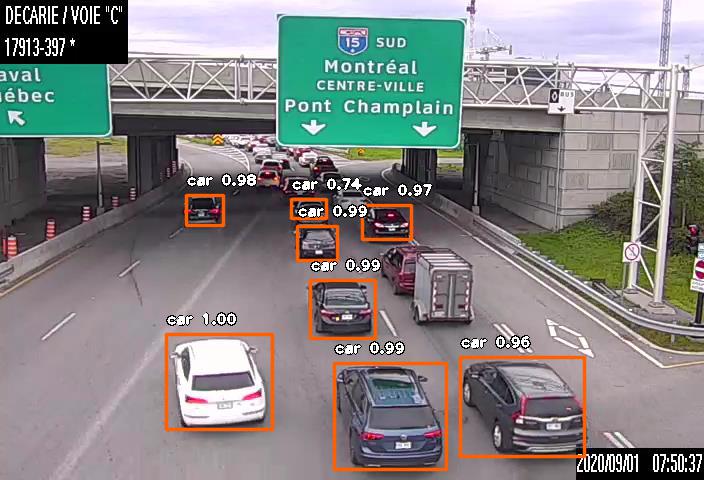 DECARIE / VOIE "C"
17913-397 *
aval
ébec
15 SUD
Montréal
CENTRE-VILLE
Pont Champlain
BUS
car 0.98
car 0.74
car 0.97
car 0.99
car 0.99
car 1.00
car 0.99
car 0.96
2020/09/01 07:50:37